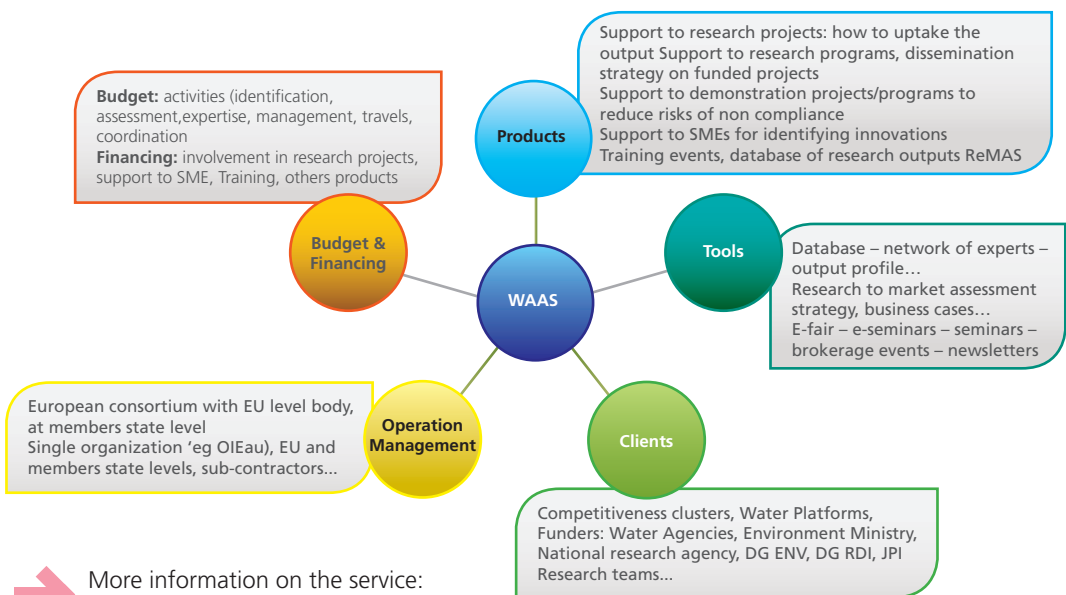 Support to research projects: how to uptake the
output Support to research programs, dissemination
strategy on funded projects
Support to demonstration projects/programs to
reduce risks of non compliance
Support to SMEs for identifying innovations
Training events, database of research outputs ReMAS
Products
Budget: activities (identification,
assessment,expertise, management, travels,
coordination
Financing: involvement in research projects,
support to SME, Training, others products
Budget &
Financing
Tools
Database – network of experts –
output profile…
Research to market assessment
strategy, business cases…
E-fair – e-seminars – seminars –
brokerage events – newsletters
WAAS
European consortium with EU level body,
at members state level
Single organization ‘eg OIEau), EU and
members state levels, sub-contractors...
Operation
Management
Clients
Competitiveness clusters, Water Platforms,
Funders: Water Agencies, Environment Ministry,
National research agency, DG ENV, DG RDI, JPI
Research teams...
More information on the service: